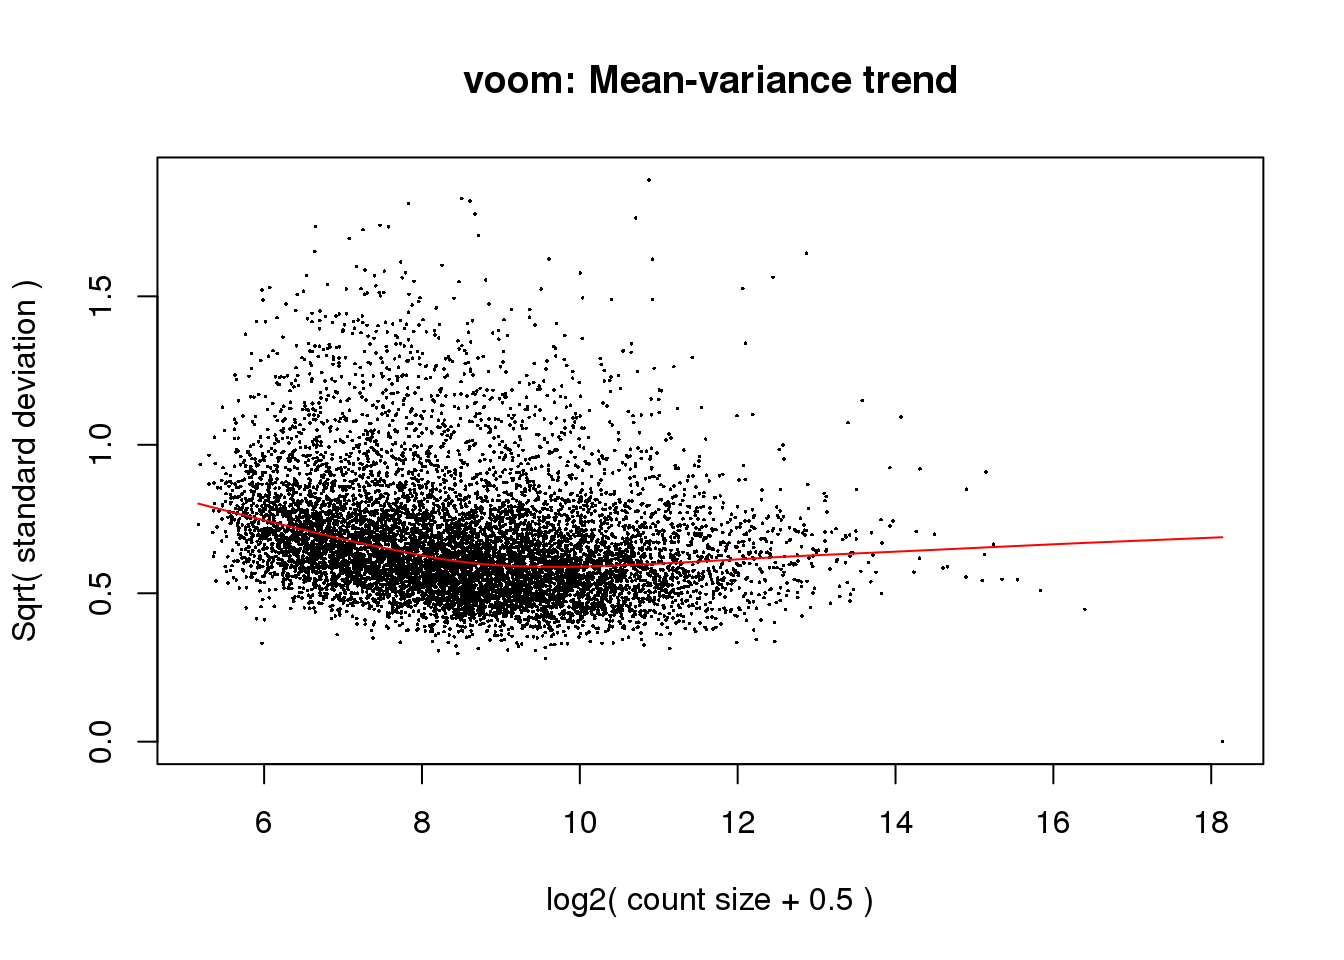 voom: Mean-variance trend
Sqrt( standard deviation )
1.5
1.0
0.5
0.0
6 8 10 12 14 16 18
log2( count size + 0.5 )